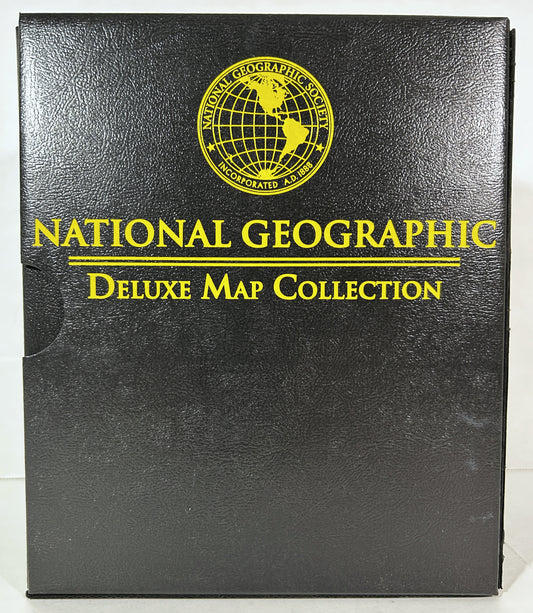 NATIONAL GEOGRAPHIC SOCIETY
INCORPORATED A.D. 1888
NATIONAL GEOGRAPHIC
DELUXE MAP COLLECTION